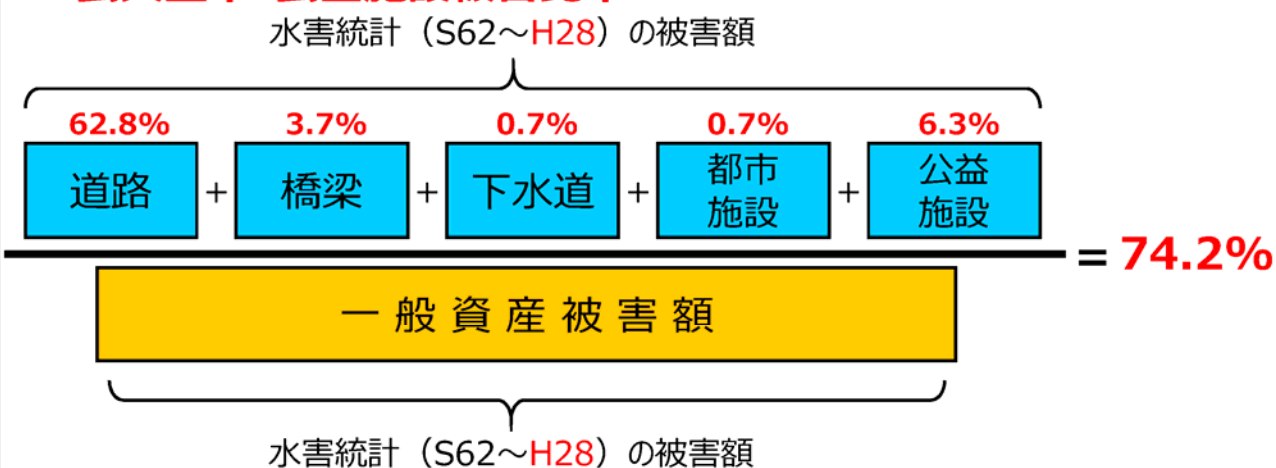 水害統計（S62～H28）の被害額
62.8% 3.7% 0.7% 0.7% 6.3%
道路 + 橋梁 + 下水道 + 都市施設 + 公益施設
= 74.2%
一般資産被害額
水害統計（S62～H28）の被害額